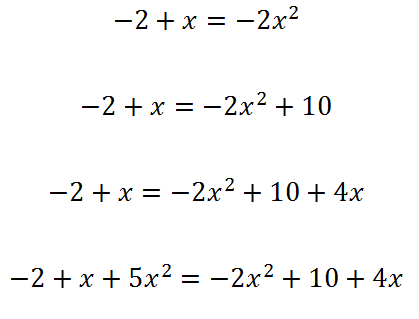 −2 + x = −2x²
−2 + x = −2x² + 10
−2 + x = −2x² + 10 + 4x
−2 + x + 5x² = −2x² + 10 + 4x